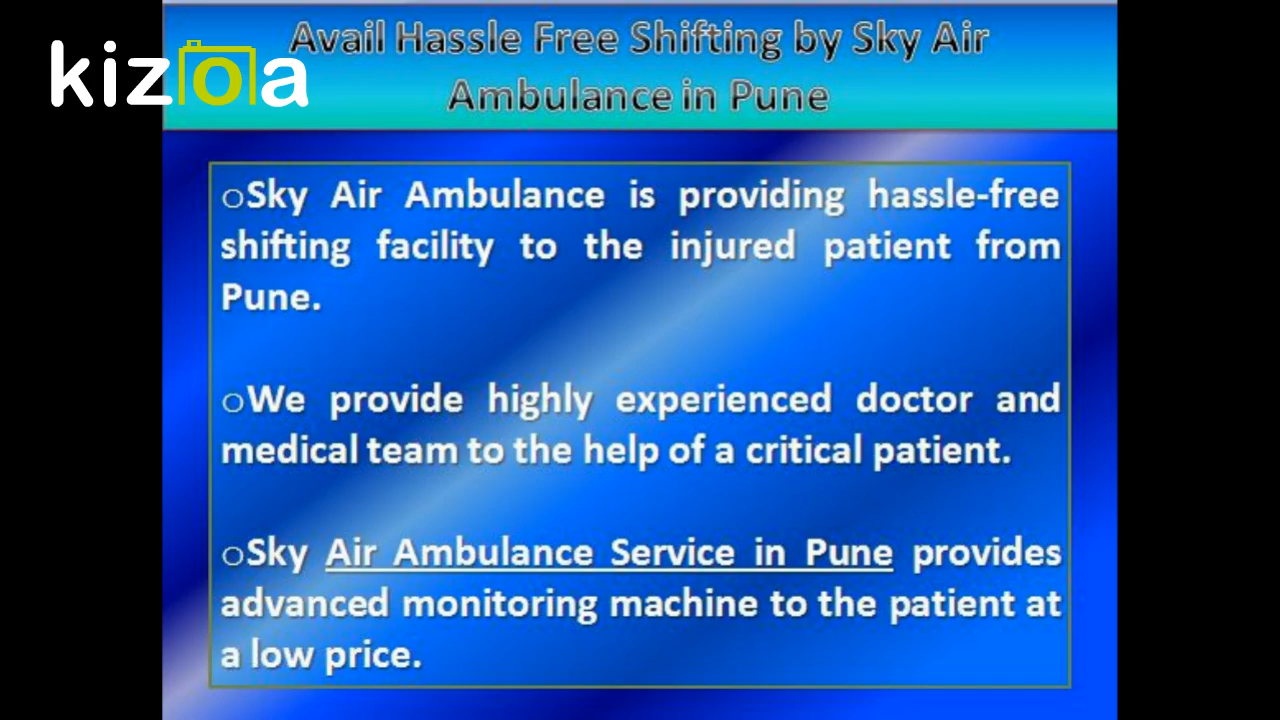 kizoa
Avail Hassle Free Shifting by Sky Air
Ambulance in Pune
oSky Air Ambulance is providing hassle-free
shifting facility to the injured patient from
Pune.
oWe provide highly experienced doctor and
medical team to the help of a critical patient.
oSky Air Ambulance Service in Pune provides
advanced monitoring machine to the patient at
a low price.